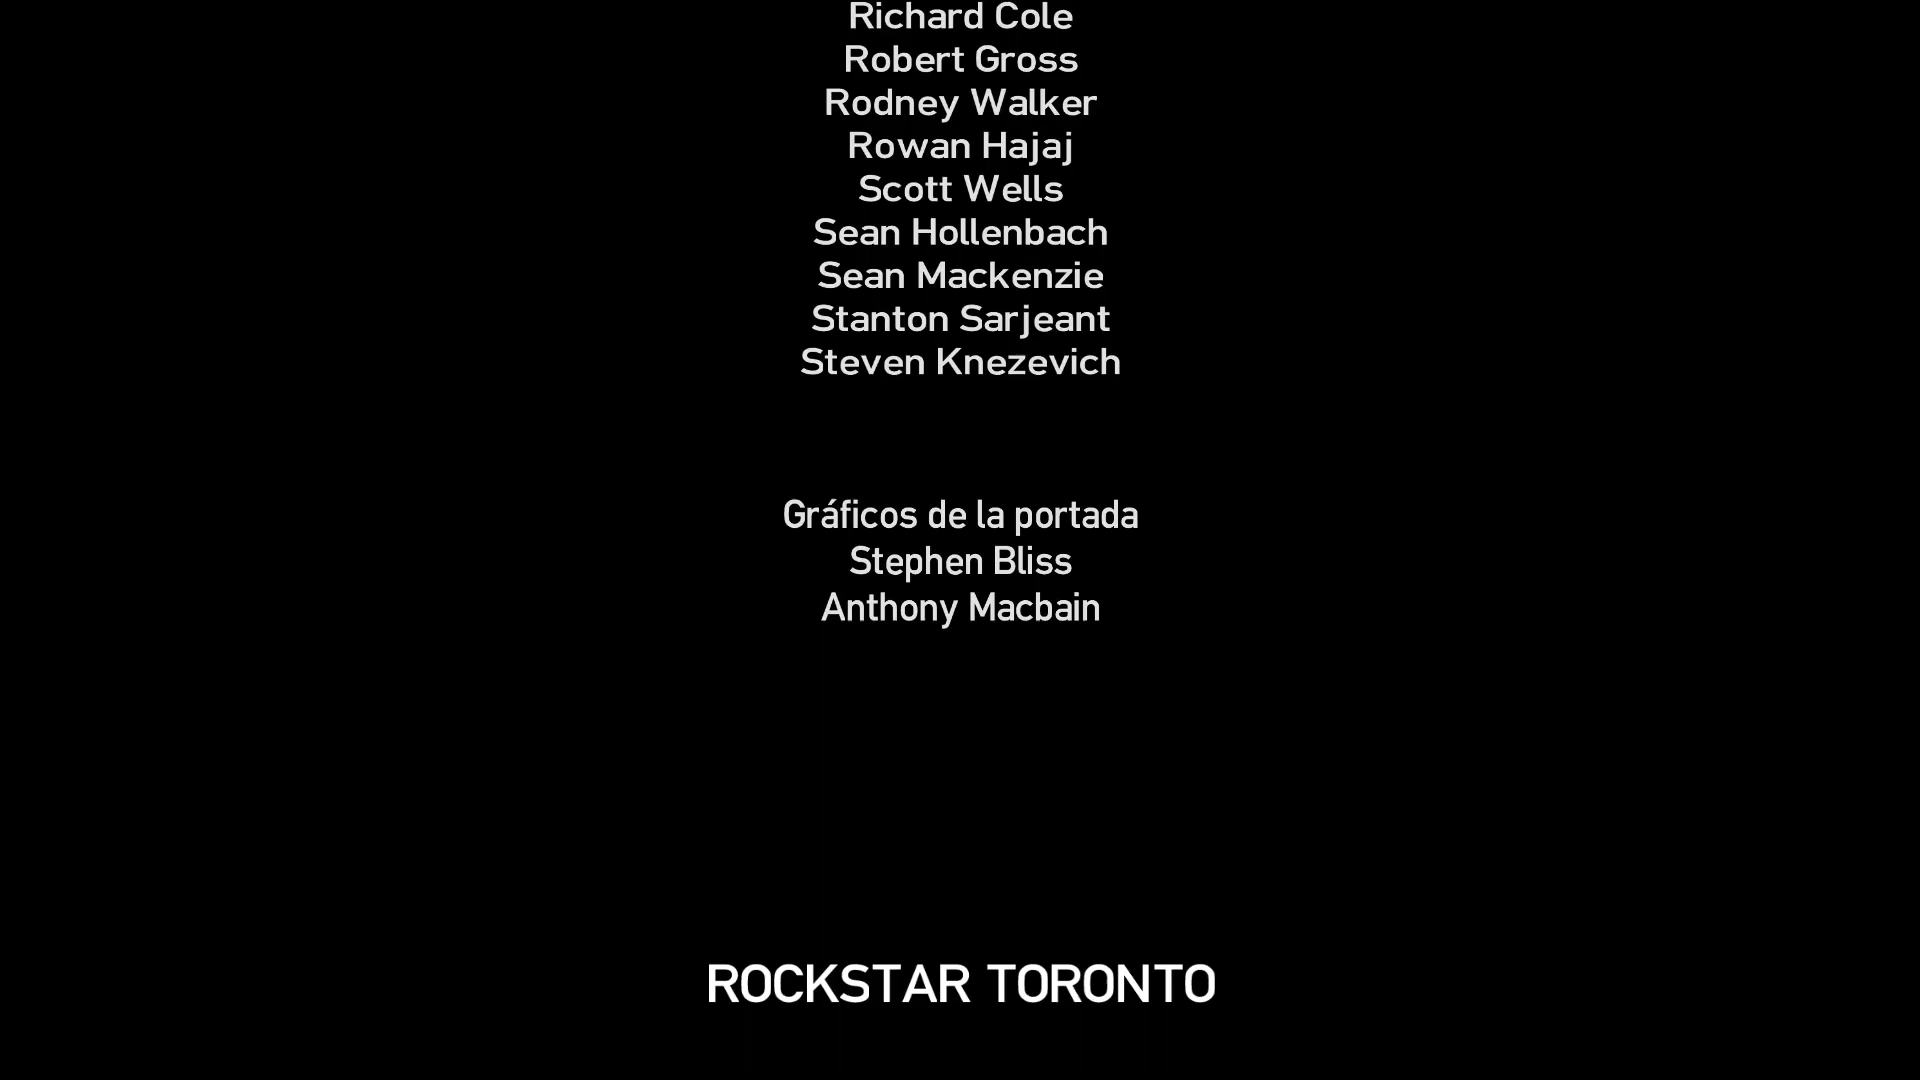 Richard Cole
Robert Gross
Rodney Walker
Rowan Hajaj
Scott Wells
Sean Hollenbach
Sean Mackenzie
Stanton Sarjeant
Steven Knezevich
Gráficos de la portada
Stephen Bliss
Anthony Macbain
ROCKSTAR TORONTO